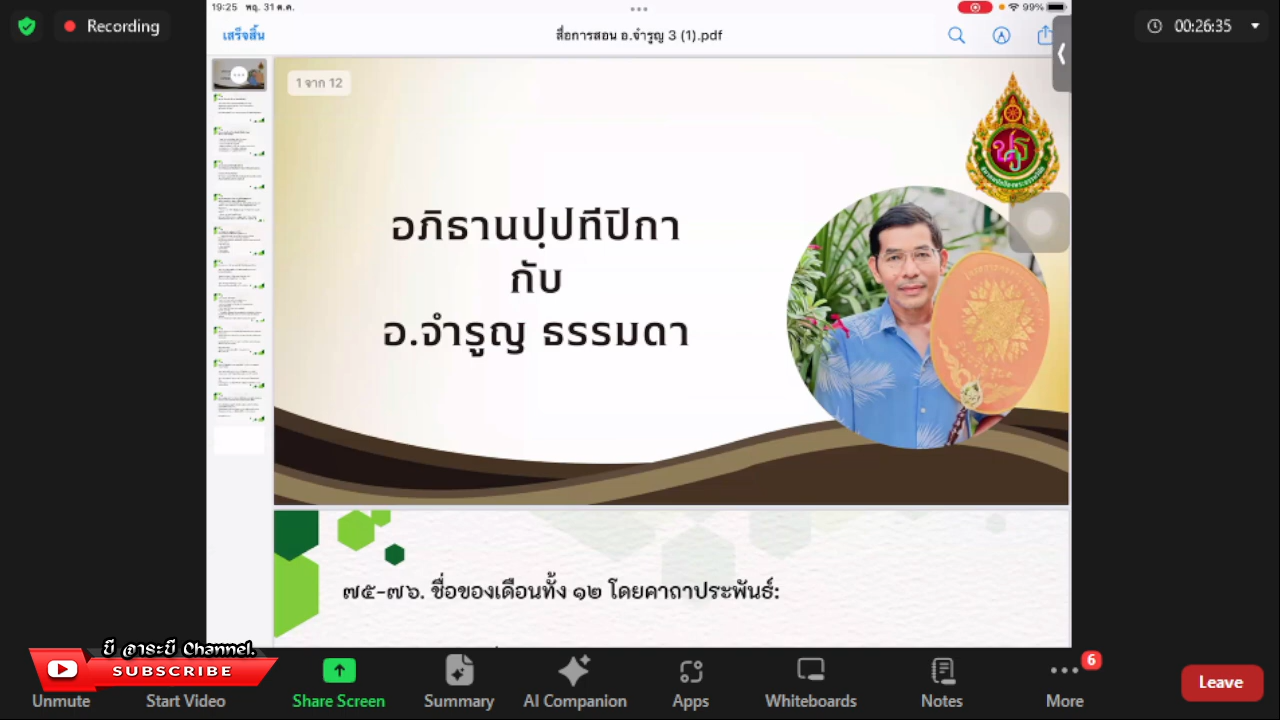 Recording
19:25 พฤ. 31 ต.ค.
99%
00:26:35
เสร็จสิ้น
สื่อการสอน อ.จำรูญ 3 (1).pdf
1 จาก 12
อภิธานปฺปทีปิกา
กับ
อ.จำรูญ ธรรมดา
๗๕-๗๖. ชื่อของเดือนทั้ง ๑๒ โดยคาถาประพันธ์:
บี อาระบี Channel.
SUBSCRIBE
Unmute
Start Video
Share Screen
Summary
AI Companion
Apps
Whiteboards
Notes
6
More
Leave